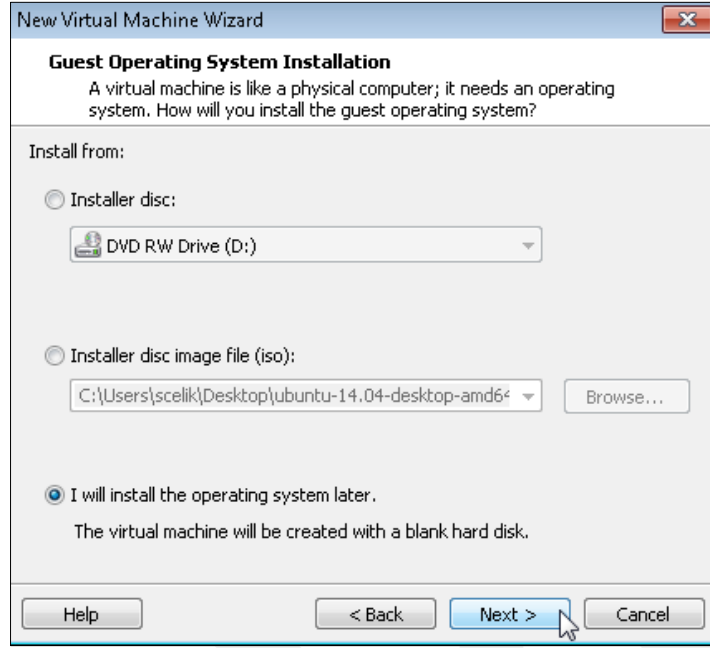 New Virtual Machine Wizard
Guest Operating System Installation
A virtual machine is like a physical computer; it needs an operating
system. How will you install the guest operating system?
Install from:
Installer disc:
DVD RW Drive (D:)
Installer disc image file (iso):
C:\Users\scelik\Desktop\ubuntu-14.04-desktop-amd64
Browse...
I will install the operating system later.
The virtual machine will be created with a blank hard disk.
Help
< Back
Next >
Cancel